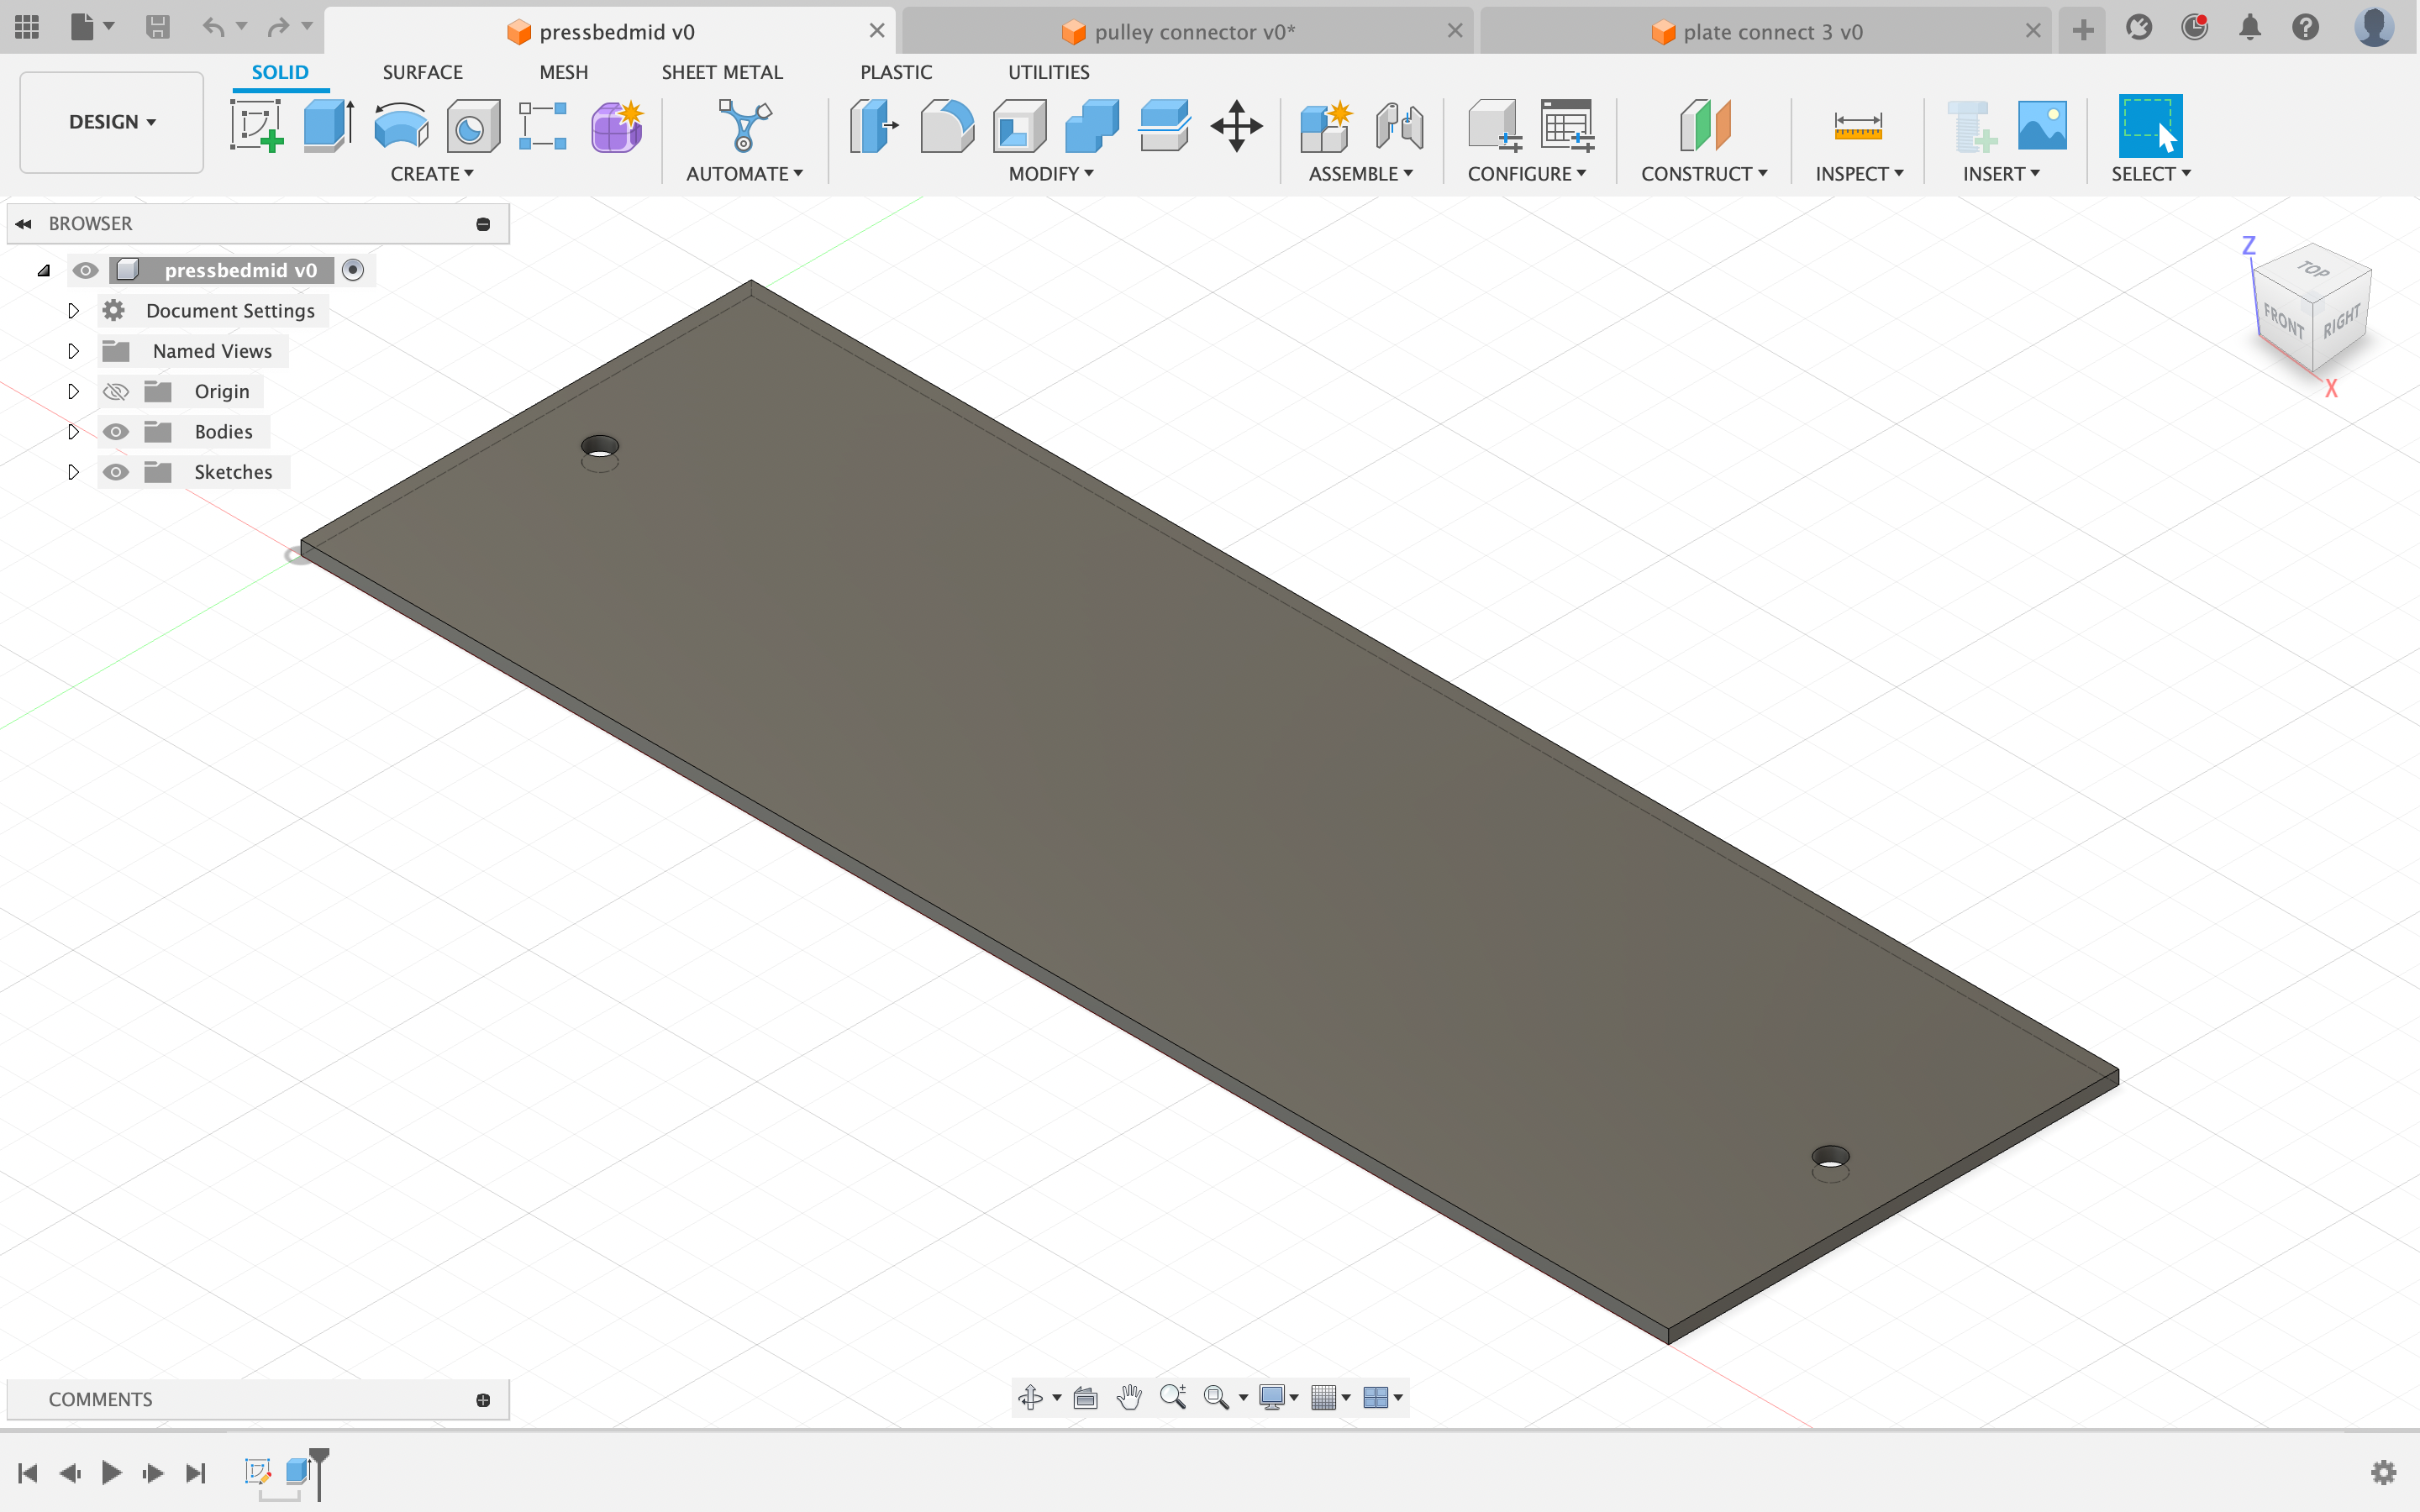 pressbedmid v0
pulley connector v0*
plate connect 3 v0
SOLID
SURFACE
MESH
SHEET METAL
PLASTIC
UTILITIES
DESIGN
CREATE
AUTOMATE
MODIFY
ASSEMBLE
CONFIGURE
CONSTRUCT
INSPECT
INSERT
SELECT
BROWSER
pressbedmid v0
Document Settings
Named Views
Origin
Bodies
Sketches
Z
TOP
FRONT
RIGHT
X
COMMENTS